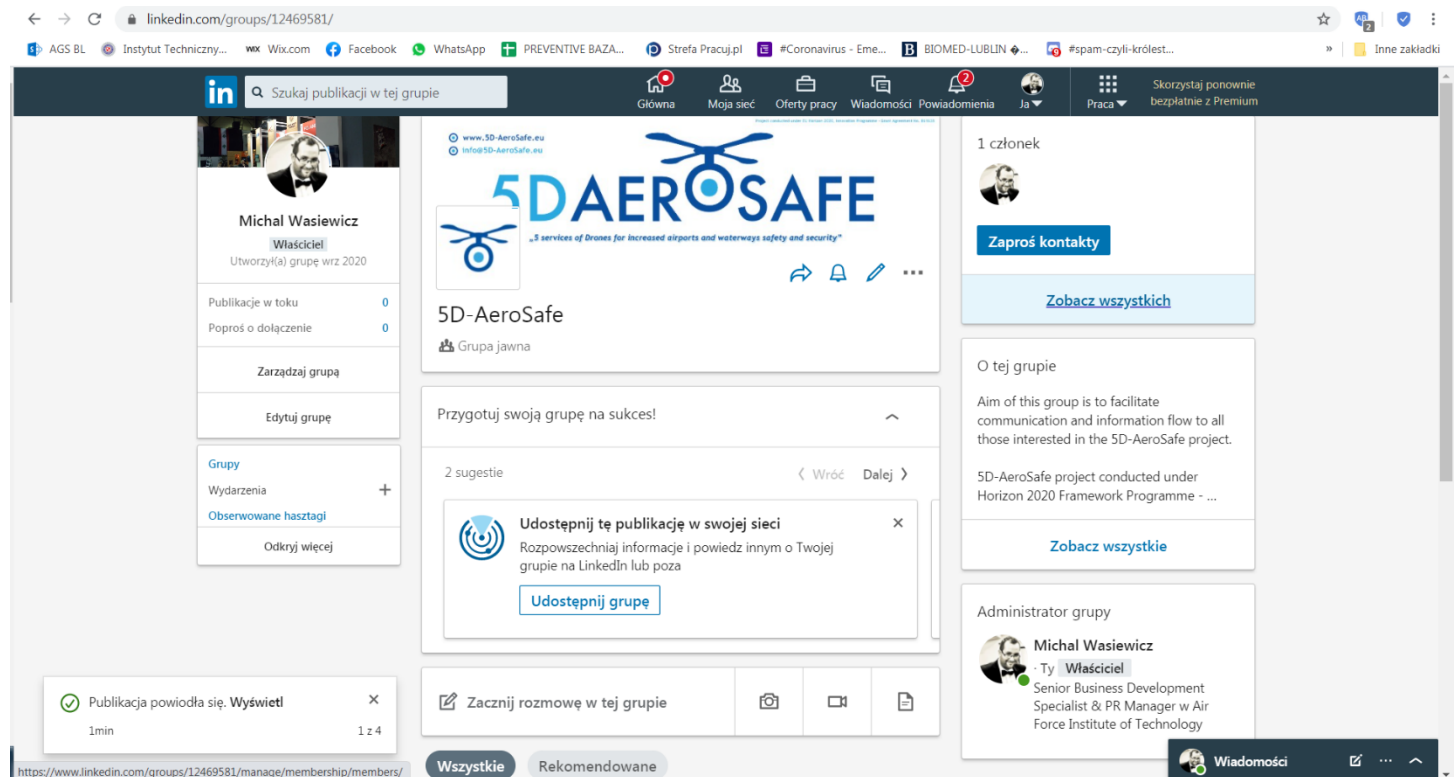 linkedin.com/groups/12469581/
AGS BL
Instytut Techniczny...
WIX Wix.com
Facebook
WhatsApp
PREVENTIVE BAZA...
Strefa Pracuj.pl
#Coronavirus - Eme...
BIOMED-LUBLIN �...
#spam-czyli-królest...
»
Inne zakładki
in
Szukaj publikacji w tej grupie
Główna
Moja sieć
Oferty pracy
Wiadomości
2
Powiadomienia
Ja
Praca
Skorzystaj ponownie
bezpłatnie z Premium
Michal Wasiewicz
Właściciel
Utworzył(a) grupę wrz 2020
Publikacje w toku 0
Poproś o dołączenie 0
Zarządzaj grupą
Edytuj grupę
Grupy
Wydarzenia +
Obserwowane hasztagi
Odkryj więcej
www.5D-AeroSafe.eu
info@5D-AeroSafe.eu
5DAEROSAFE
„5 services of Drones for increased airports and waterways safety and security”
5D-AeroSafe
Grupa jawna
Przygotuj swoją grupę na sukces!
2 sugestie
Wróć
Dalej
Udostępnij tę publikację w swojej sieci
Rozpowszechniaj informacje i powiedz innym o Twojej
grupie na LinkedIn lub poza
Udostępnij grupę
Zacznij rozmowę w tej grupie
Wszystkie
Rekomendowane
1 członek
Zaproś kontakty
Zobacz wszystkich
O tej grupie
Aim of this group is to facilitate
communication and information flow to all
those interested in the 5D-AeroSafe project.
5D-AeroSafe project conducted under
Horizon 2020 Framework Programme - ...
Zobacz wszystkie
Administrator grupy
Michal Wasiewicz
· Ty Właściciel
Senior Business Development
Specialist & PR Manager w Air
Force Institute of Technology
Publikacja powiodła się. Wyświetl
1min
1 z 4
https://www.linkedin.com/groups/12469581/manage/membership/members/
Wiadomości